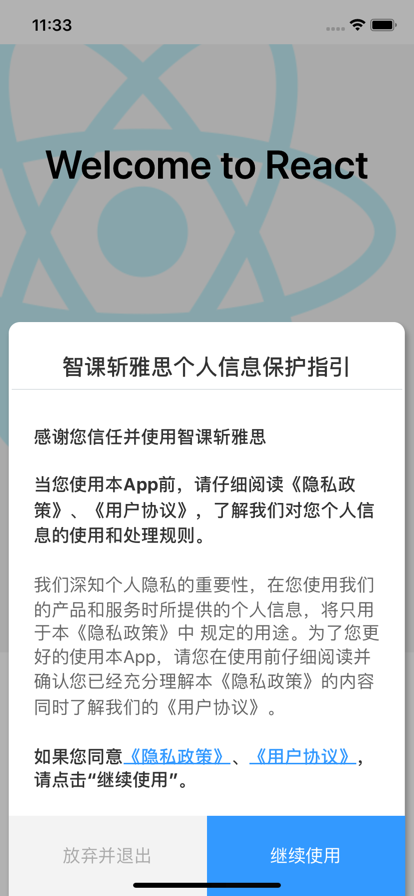 11:33
Welcome to React
智课斩雅思个人信息保护指引
感谢您信任并使用智课斩雅思
当您使用本App前，请仔细阅读《隐私政
策》、《用户协议》，了解我们对您个人信
息的使用和处理规则。
我们深知个人隐私的重要性，在您使用我们
的产品和服务时所提供的个人信息，将只用
于本《隐私政策》中 规定的用途。为了您更
好的使用本App，请您在使用前仔细阅读并
确认您已经充分理解本《隐私政策》的内容
同时了解我们的《用户协议》。
如果您同意《隐私政策》、《用户协议》，
请点击“继续使用”。
放弃并退出
继续使用